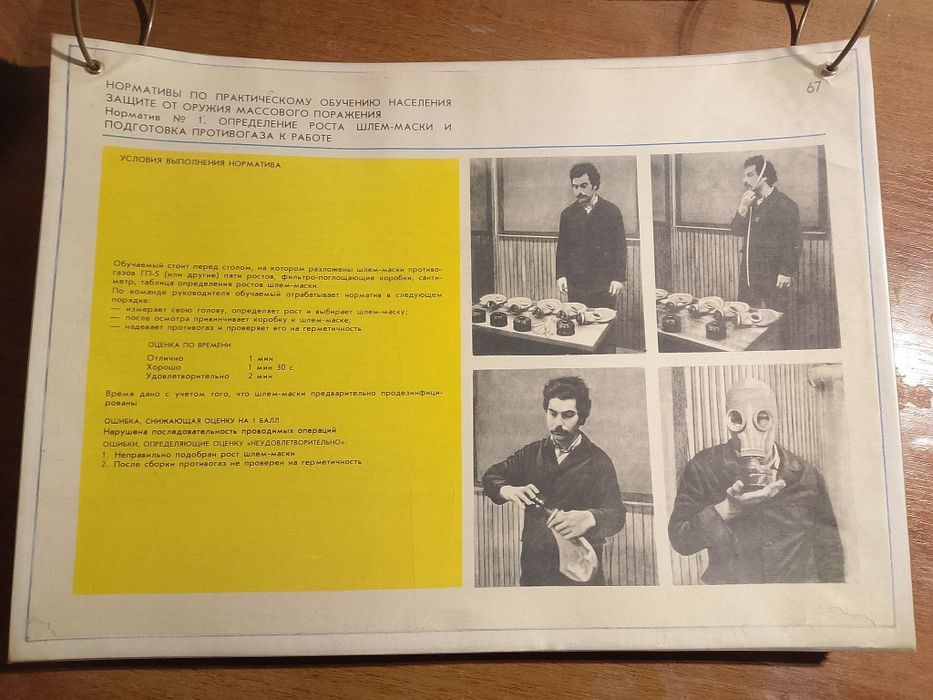 67
НОРМАТИВЫ ПО ПРАКТИЧЕСКОМУ ОБУЧЕНИЮ НАСЕЛЕНИЯ
ЗАЩИТЕ ОТ ОРУЖИЯ МАССОВОГО ПОРАЖЕНИЯ
Норматив № 1. ОПРЕДЕЛЕНИЕ РОСТА ШЛЕМ-МАСКИ И
ПОДГОТОВКА ПРОТИВОГАЗА К РАБОТЕ
УСЛОВИЯ ВЫПОЛНЕНИЯ НОРМАТИВА
Обучаемый стоит перед столом, на котором разложены шлем-маски противо-
газов ГП-5 (или другие) пяти ростов, фильтро-поглощающие коробки, санти-
метр, таблица определения ростов шлем-маски.
По команде руководителя обучаемый отрабатывает норматив в следующем
порядке:
— измеряет свою голову, определяет рост и выбирает шлем-маску;
— после осмотра привинчивает коробку к шлем-маске;
— надевает противогаз и проверяет его на герметичность
ОЦЕНКА ПО ВРЕМЕНИ
Отлично 1 мин
Хорошо 1 мин 30 с
Удовлетворительно 2 мин
Время дано с учетом того, что шлем-маски предварительно продезинфици-
рованы
ОШИБКА, СНИЖАЮЩАЯ ОЦЕНКУ НА 1 БАЛЛ
Нарушена последовательность проводимых операций
ОШИБКИ, ОПРЕДЕЛЯЮЩИЕ ОЦЕНКУ «НЕУДОВЛЕТВОРИТЕЛЬНО»:
1. Неправильно подобран рост шлем-маски
2. После сборки противогаз не проверен на герметичность